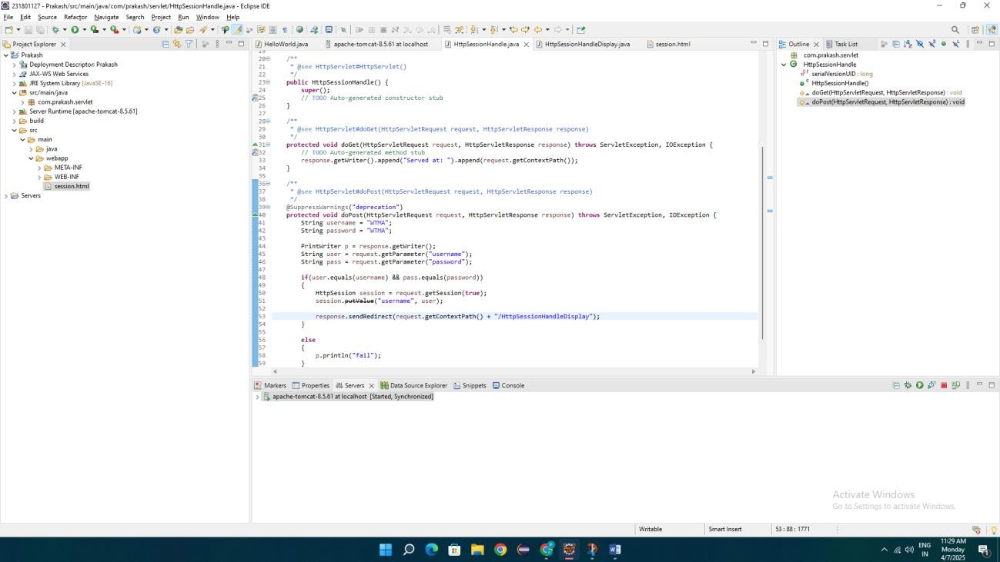 231801127 - Prakash/src/main/java/com/prakash/servlet/HttpSessionHandle.java - Eclipse IDE
File Edit Source Refactor Navigate Search Project Run Window Help
Project Explorer
Prakash
Deployment Descriptor: Prakash
JAX-WS Web Services
JRE System Library [JavaSE-16]
src/main/java
com.prakash.servlet
Server Runtime [apache-tomcat-8.5.61]
build
src
main
java
webapp
META-INF
WEB-INF
session.html
Servers
HelloWorld.java apache-tomcat-8.5.61 at localhost HttpSessionHandle.java HttpSessionHandleDisplay.java session.html
19
20 /**
21 * @see HttpServlet#HttpServlet()
22 */
23 public HttpSessionHandle() {
24 super();
25 // TODO Auto-generated constructor stub
26 }
27
28 /**
29 * @see HttpServlet#doGet(HttpServletRequest request, HttpServletResponse response)
30 */
31 protected void doGet(HttpServletRequest request, HttpServletResponse response) throws ServletException, IOException {
32 // TODO Auto-generated method stub
33 response.getWriter().append("Served at: ").append(request.getContextPath());
34 }
35
36 /**
37 * @see HttpServlet#doPost(HttpServletRequest request, HttpServletResponse response)
38 */
39 @SuppressWarnings("deprecation")
40 protected void doPost(HttpServletRequest request, HttpServletResponse response) throws ServletException, IOException {
41 String username = "WTMA";
42 String password = "WTMA";
43
44 PrintWriter p = response.getWriter();
45 String user = request.getParameter("username");
46 String pass = request.getParameter("password");
47
48 if(user.equals(username) && pass.equals(password))
49 {
50 HttpSession session = request.getSession(true);
51 session.putValue("username", user);
52
53 response.sendRedirect(request.getContextPath() + "/HttpSessionHandleDisplay");
54 }
55
56 else
57 {
58 p.println("fail");
59 }
Outline Task List
com.prakash.servlet
HttpSessionHandle
serialVersionUID : long
HttpSessionHandle()
doGet(HttpServletRequest, HttpServletResponse) : void
doPost(HttpServletRequest, HttpServletResponse) : void
Markers Properties Servers Data Source Explorer Snippets Console
apache-tomcat-8.5.61 at localhost [Started, Synchronized]
Activate Windows
Go to Settings to activate Windows.
Writable Smart Insert 53 : 88 : 1771
ENG
IN
11:29 AM
Monday
4/7/2025
1